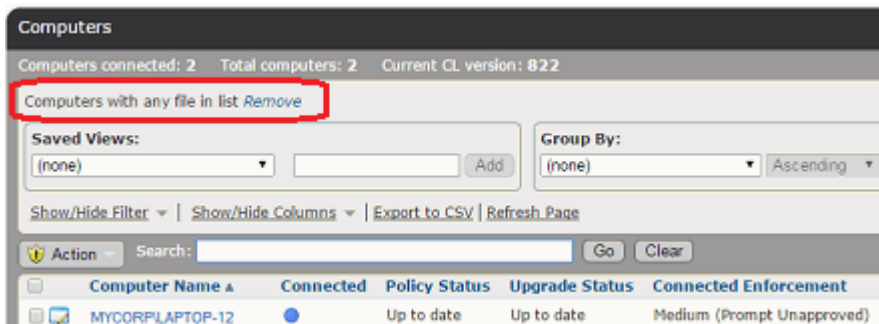 Computers
Computers connected: 2 Total computers: 2 Current CL version: 822
Computers with any file in list Remove
Saved Views: Group By:
(none) Add (none) Ascending
Show/Hide Filter | Show/Hide Columns | Export to CSV | Refresh Page
Action Search: Go Clear
Computer Name Connected Policy Status Upgrade Status Connected Enforcement
MYCORP\LAPTOP-12 Up to date Up to date Medium (Prompt Unapproved)